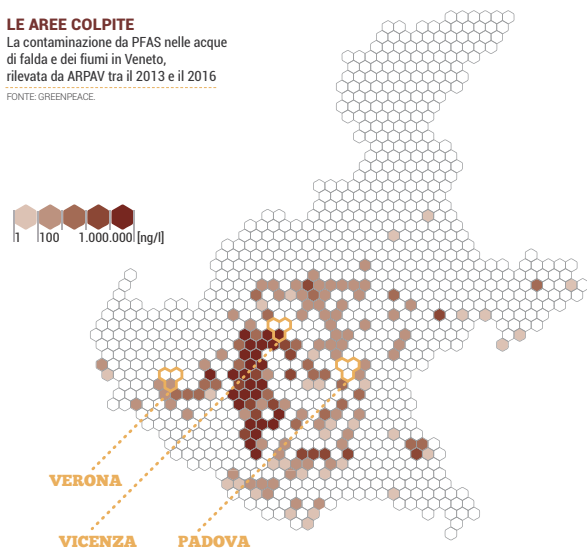 LE AREE COLPITE
La contaminazione da PFAS nelle acque
di falda e dei fiumi in Veneto,
rilevata da ARPAV tra il 2013 e il 2016
FONTE: GREENPEACE.
1 100 1.000.000 [ng/l]
VERONA
VICENZA PADOVA